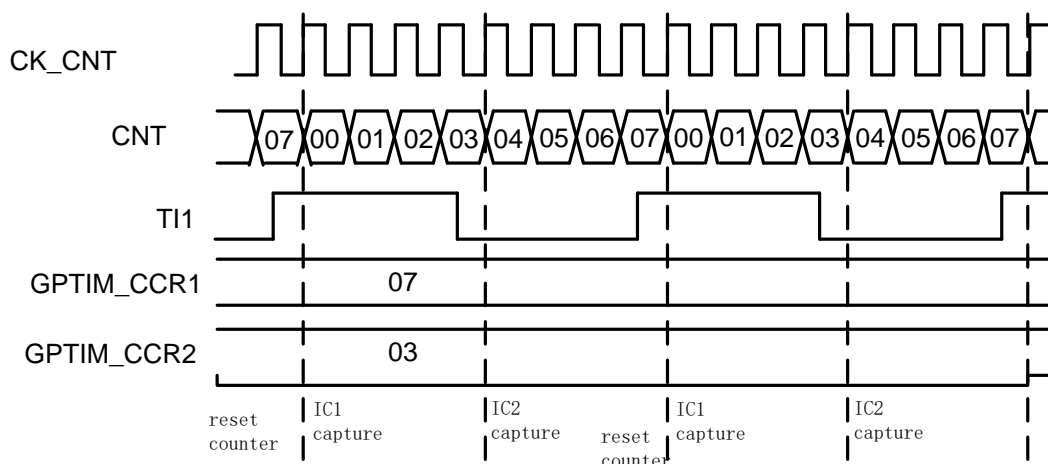 CK_CNT
CNT
07 00 01 02 03 04 05 06 07 00 01 02 03 04 05 06 07
TI1
GPTIM_CCR1
07
GPTIM_CCR2
03
reset
counter
IC1
capture
IC2
capture
reset
counter
IC1
capture
IC2
capture